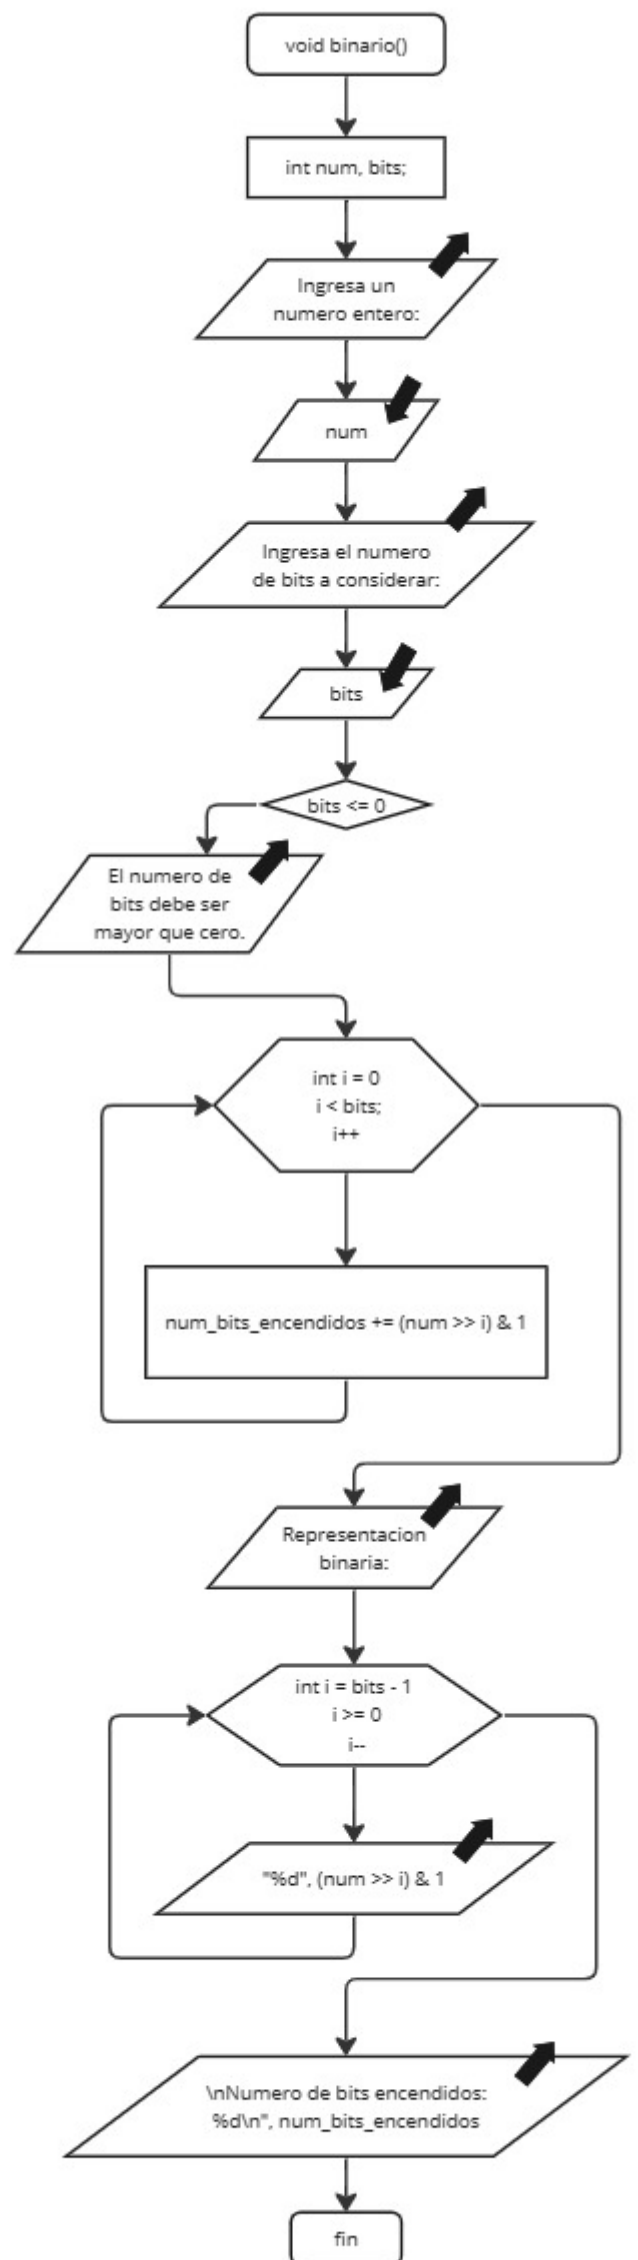 void binario()
int num, bits;
Ingresa un
numero entero:
num
Ingresa el numero
de bits a considerar:
bits
bits <= 0
El numero de
bits debe ser
mayor que cero.
int i = 0
i < bits;
i++
num_bits_encendidos += (num >> i) & 1
Representacion
binaria:
int i = bits - 1
i >= 0
i--
"%d", (num >> i) & 1
\nNumero de bits encendidos:
%d\n", num_bits_encendidos
fin